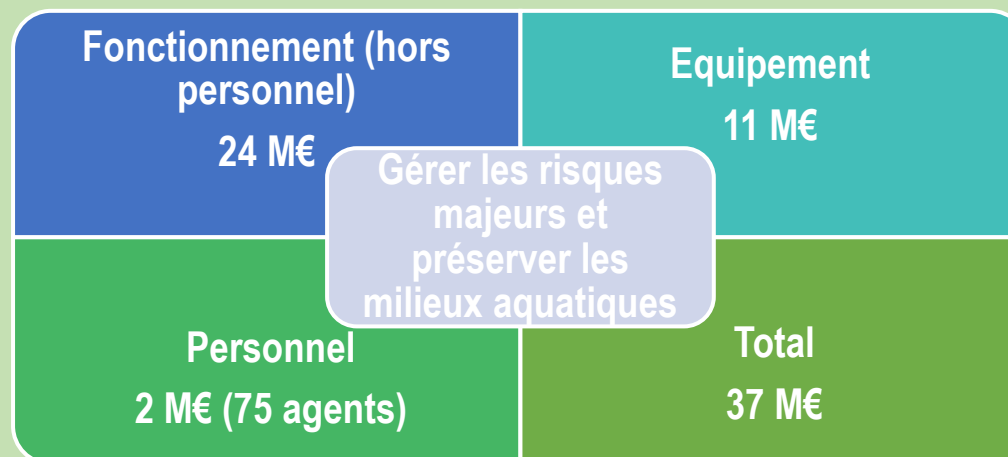 Fonctionnement (hors
personnel)
24 M€
Equipement
11 M€
Gérer les risques
majeurs et
préserver les
milieux aquatiques
Personnel
2 M€ (75 agents)
Total
37 M€